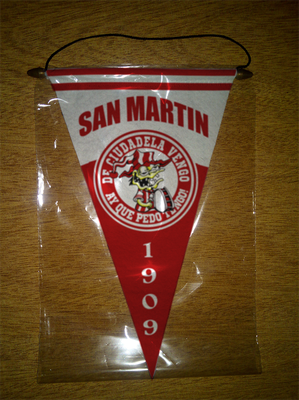 SAN MARTIN
DE CIUDADELA VENGO
¡AY QUE PEDO TENGO!
1909